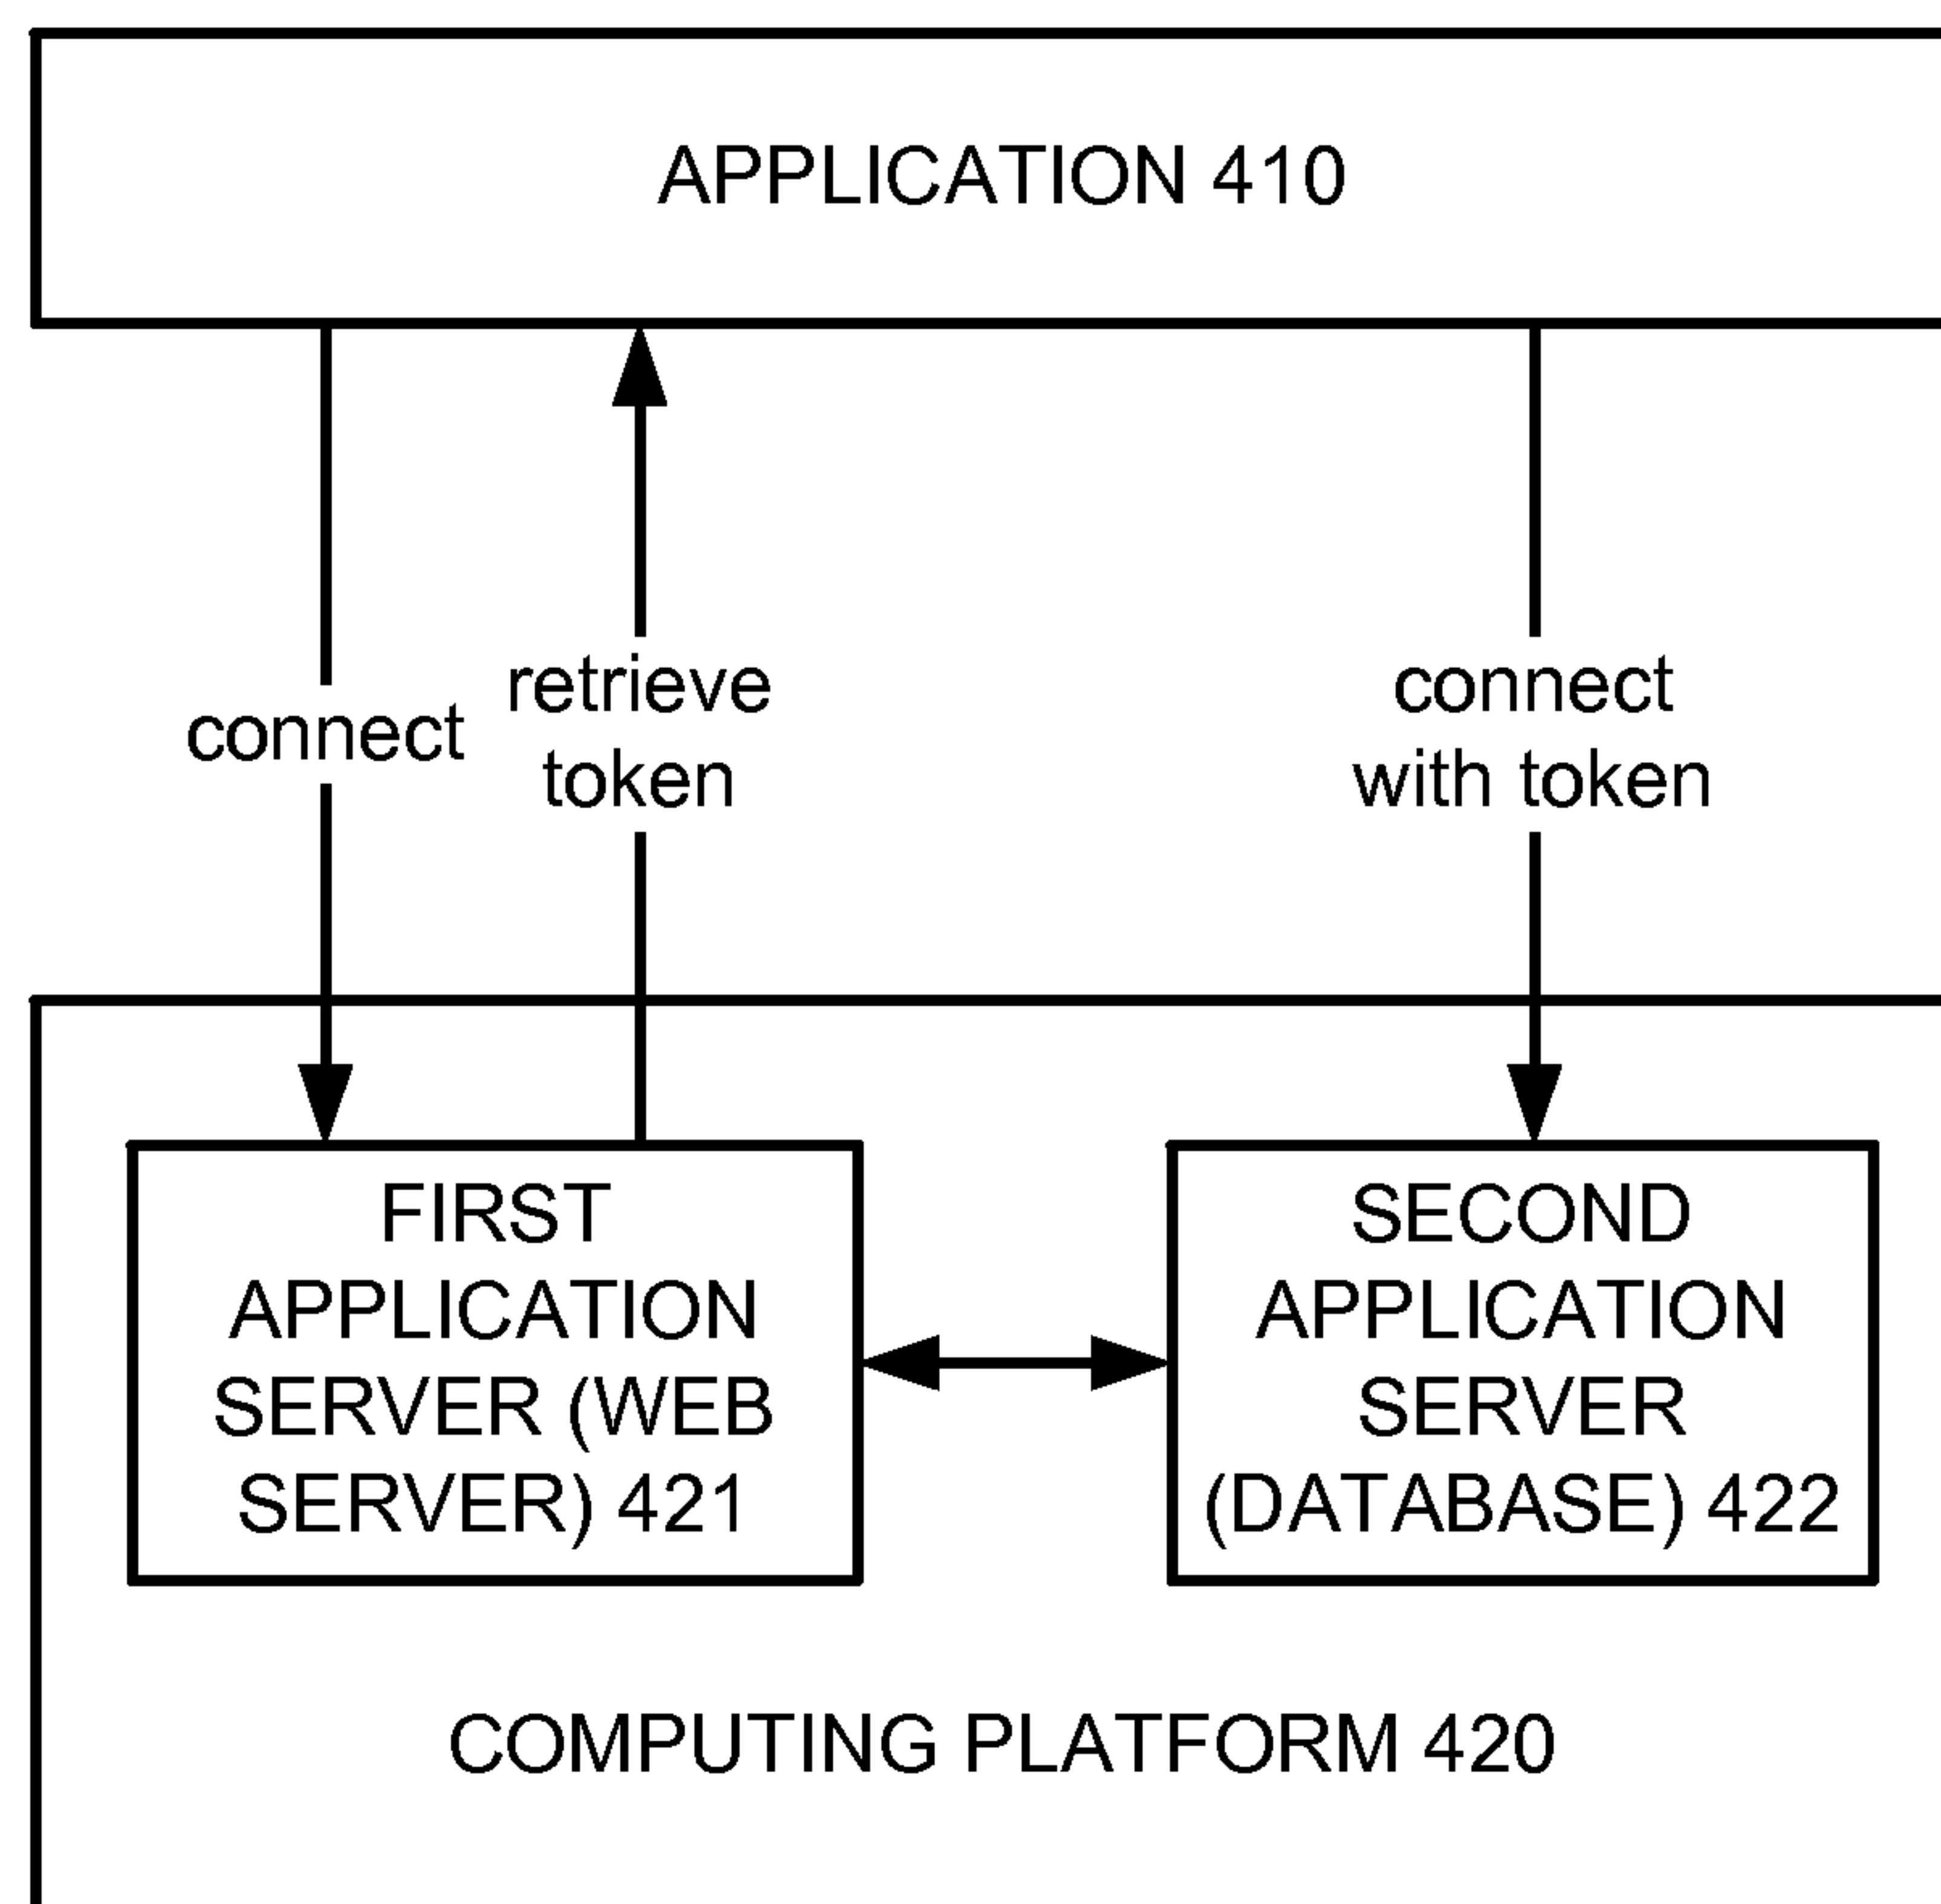 APPLICATION 410
connect
retrieve
token
connect
with token
FIRST
APPLICATION
SERVER (WEB
SERVER) 421
SECOND
APPLICATION
SERVER
(DATABASE) 422
COMPUTING PLATFORM 420